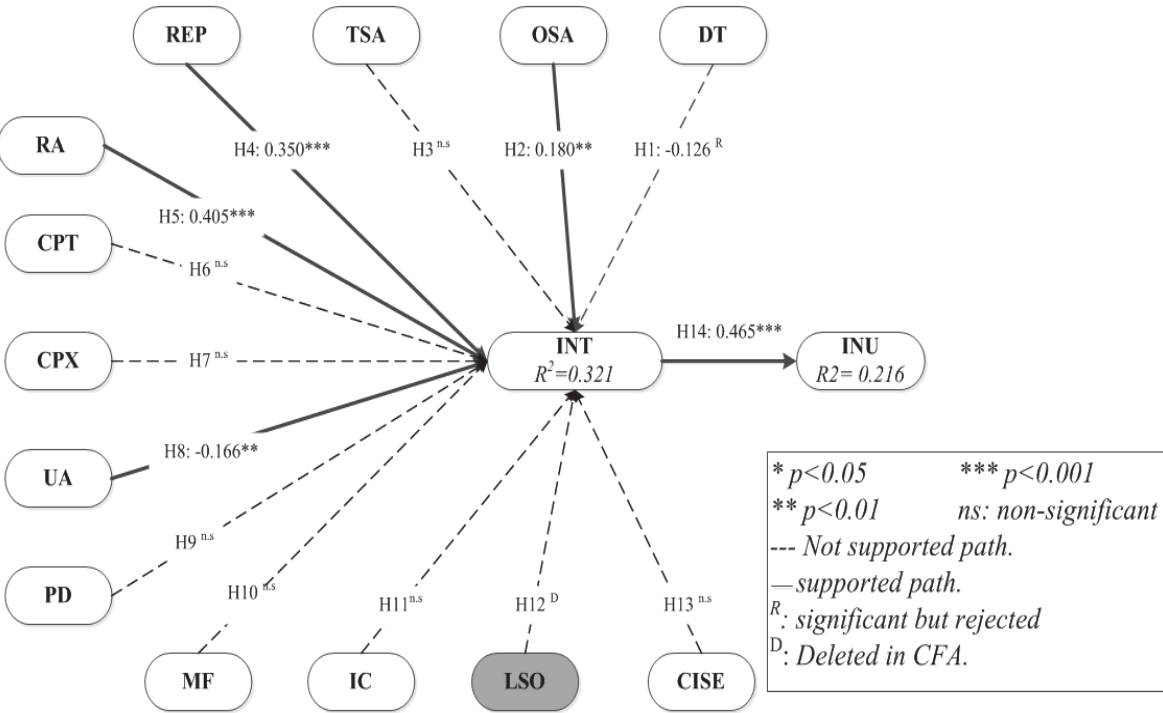 REP
TSA
OSA
DT
RA
H4: 0.350***
H3 n.s
H2: 0.180**
H1: -0.126 R
H5: 0.405***
CPT
H6 n.s
CPX
H7 n.s
INT
R²=0.321
H14: 0.465***
INU
R2= 0.216
H8: -0.166**
UA
H9 n.s
PD
H10 n.s
H11 n.s
H12 D
H13 n.s
MF
IC
LSO
CISE
* p<0.05 *** p<0.001
** p<0.01 ns: non-significant
--- Not supported path.
—supported path.
R: significant but rejected
D: Deleted in CFA.